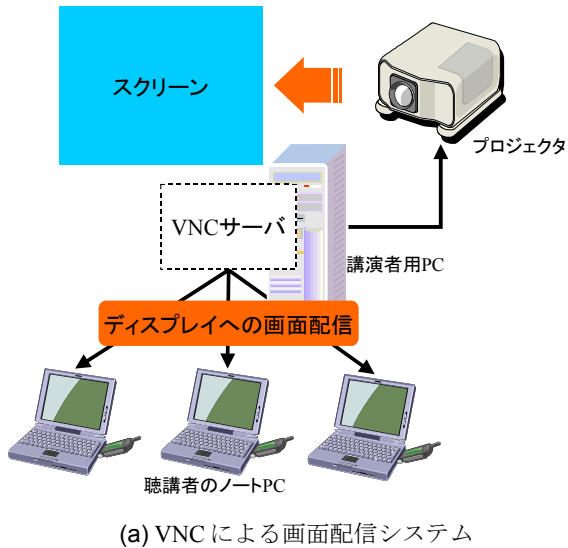 スクリーン
プロジェクタ
VNCサーバ
講演者用PC
ディスプレイへの画面配信
聴講者のノートPC
(a) VNCによる画面配信システム